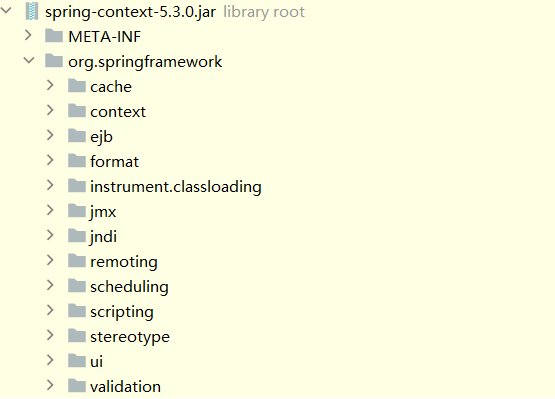 spring-context-5.3.0.jar library root
META-INF
org.springframework
cache
context
ejb
format
instrument.classloading
jmx
jndi
remoting
scheduling
scripting
stereotype
ui
validation